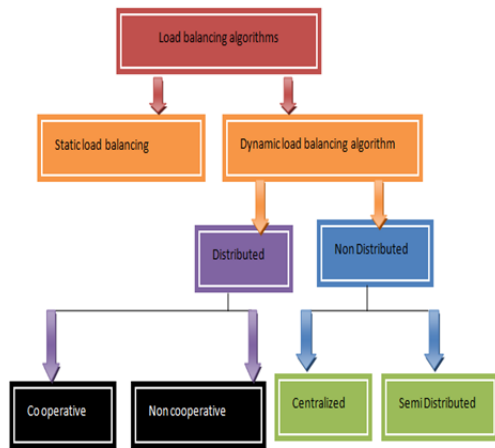 Load balancing algorithms
Static load balancing
Dynamic load balancing algorithm
Distributed
Non Distributed
Co operative
Non cooperative
Centralized
Semi Distributed